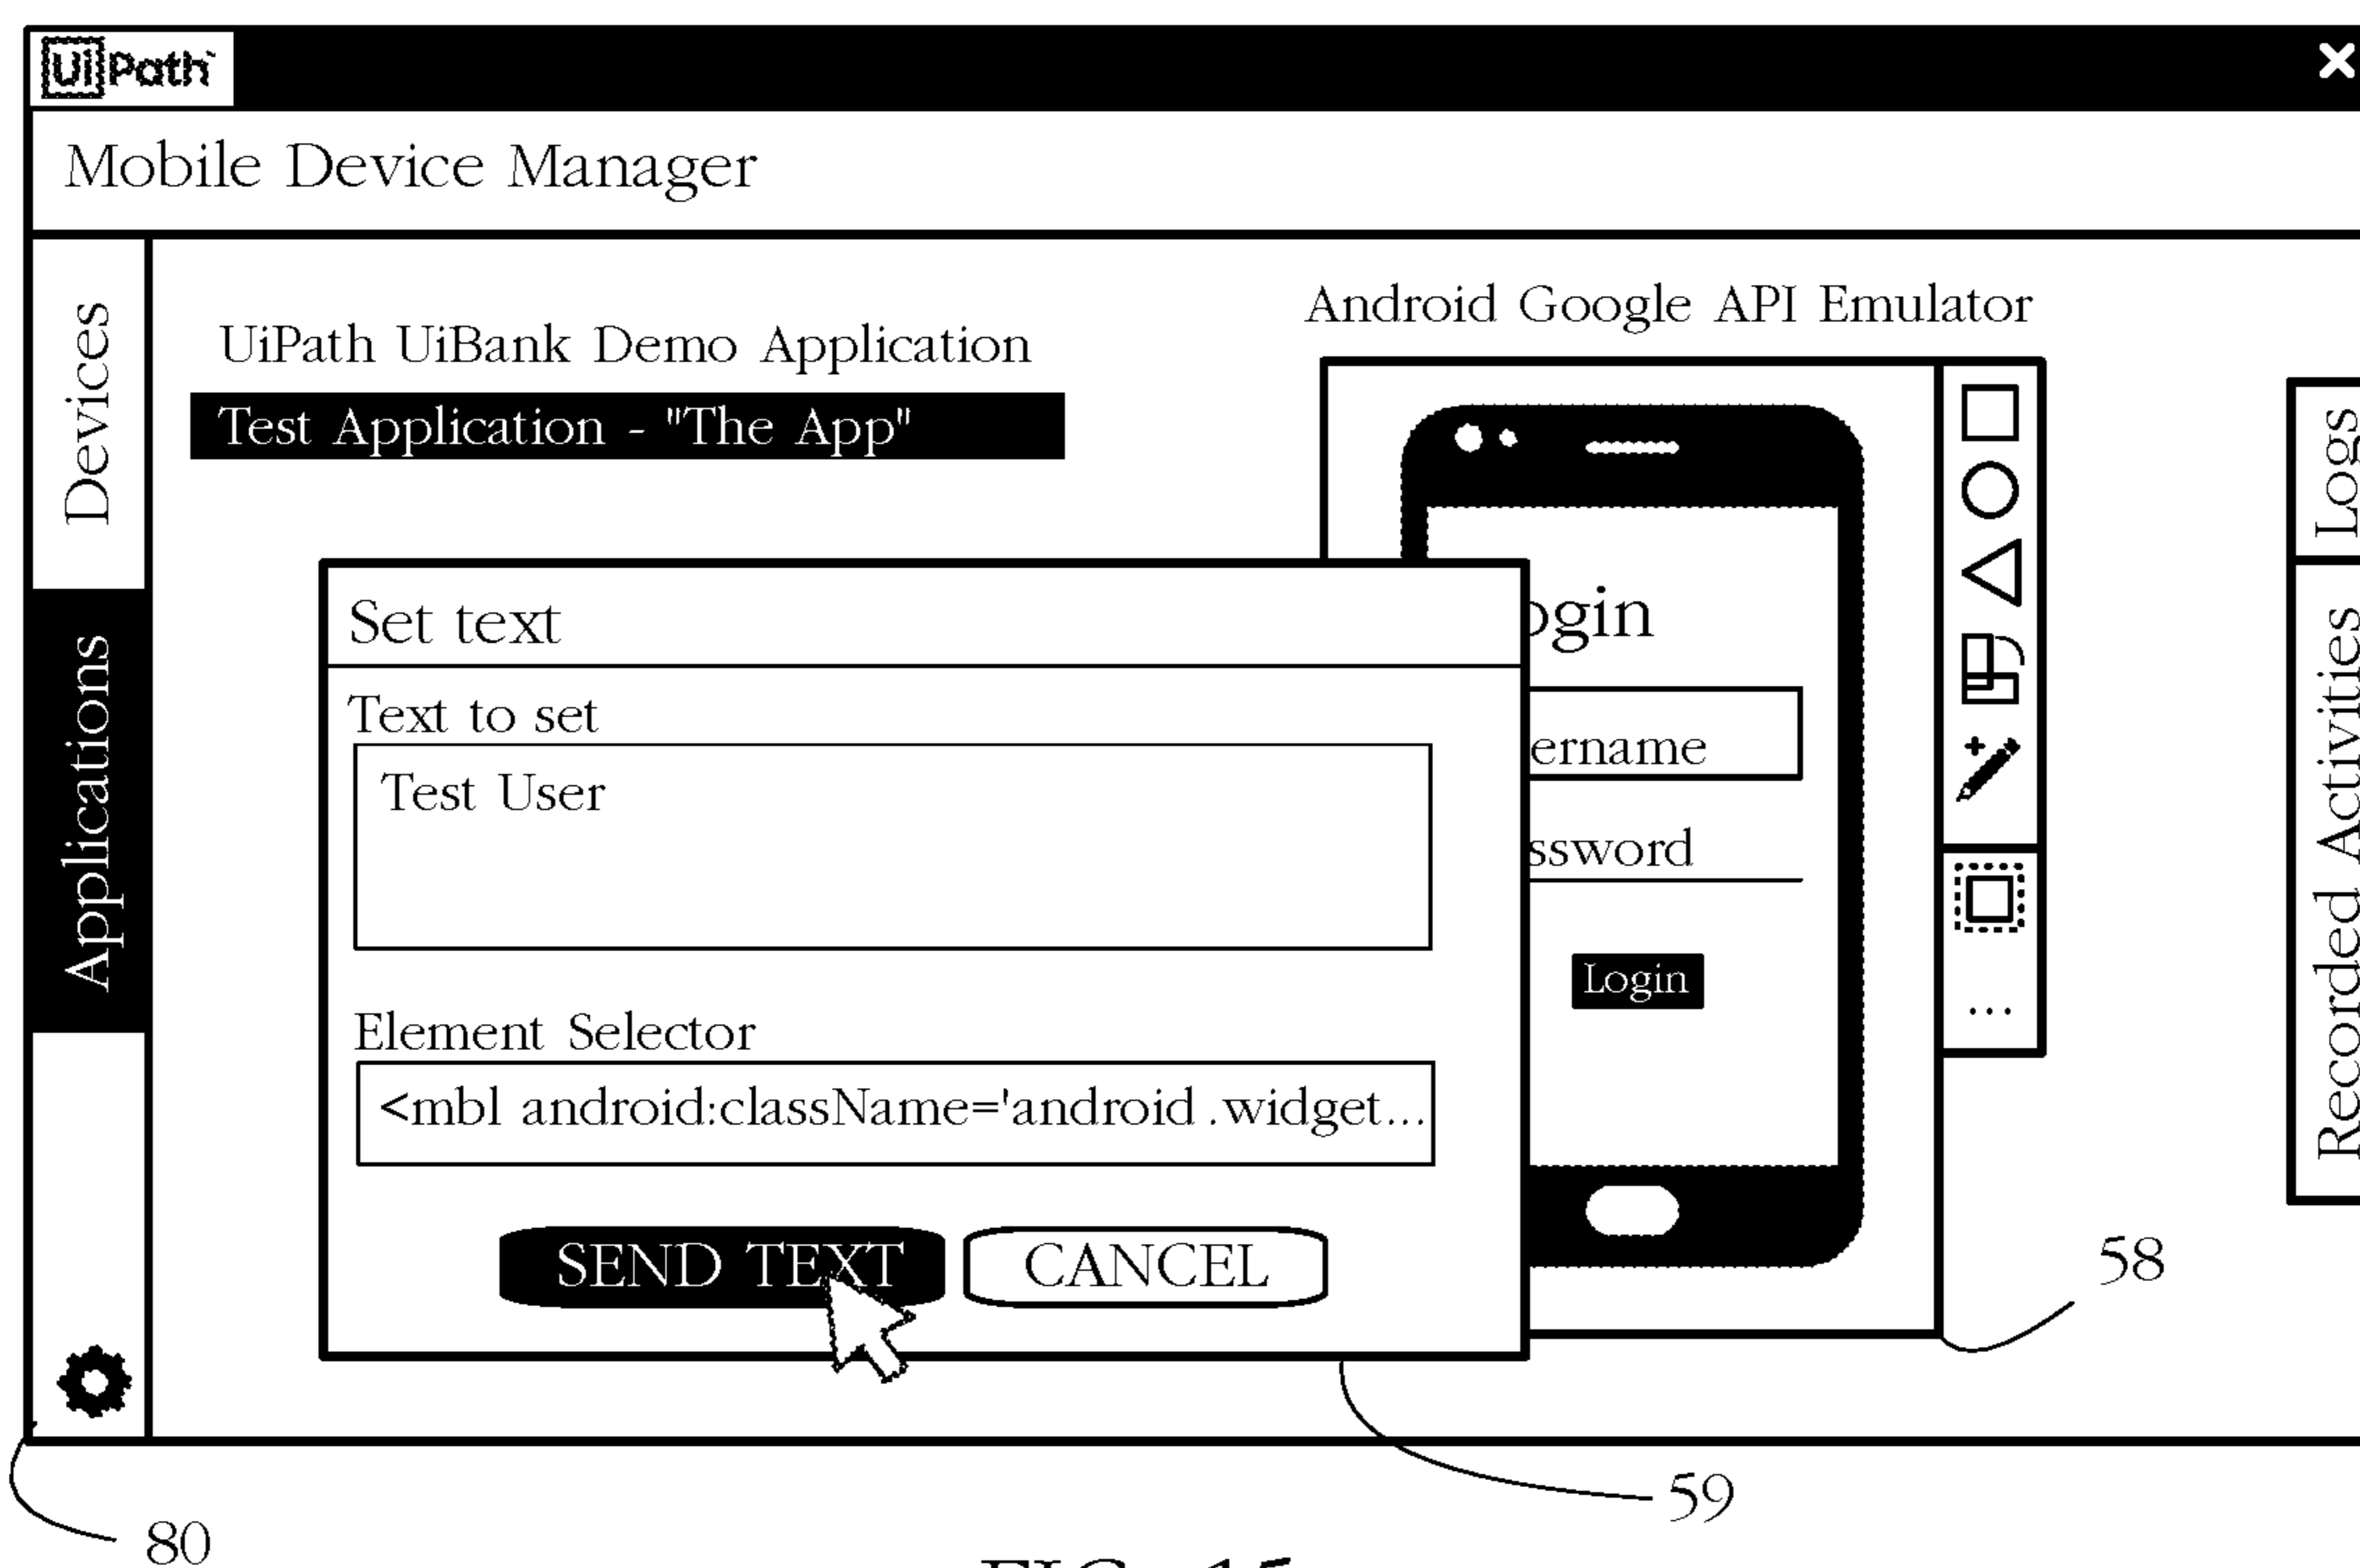 UiPath
Mobile Device Manager
Devices
Applications
UiPath UiBank Demo Application
Test Application - "The App"
Android Google API Emulator
Logs
Recorded Activities
Set text
Text to set
Test User
Element Selector
<mbl android:className='android.widget...
SEND TEXT
CANCEL
ogin
ername
ssword
Login
...
58
59
80